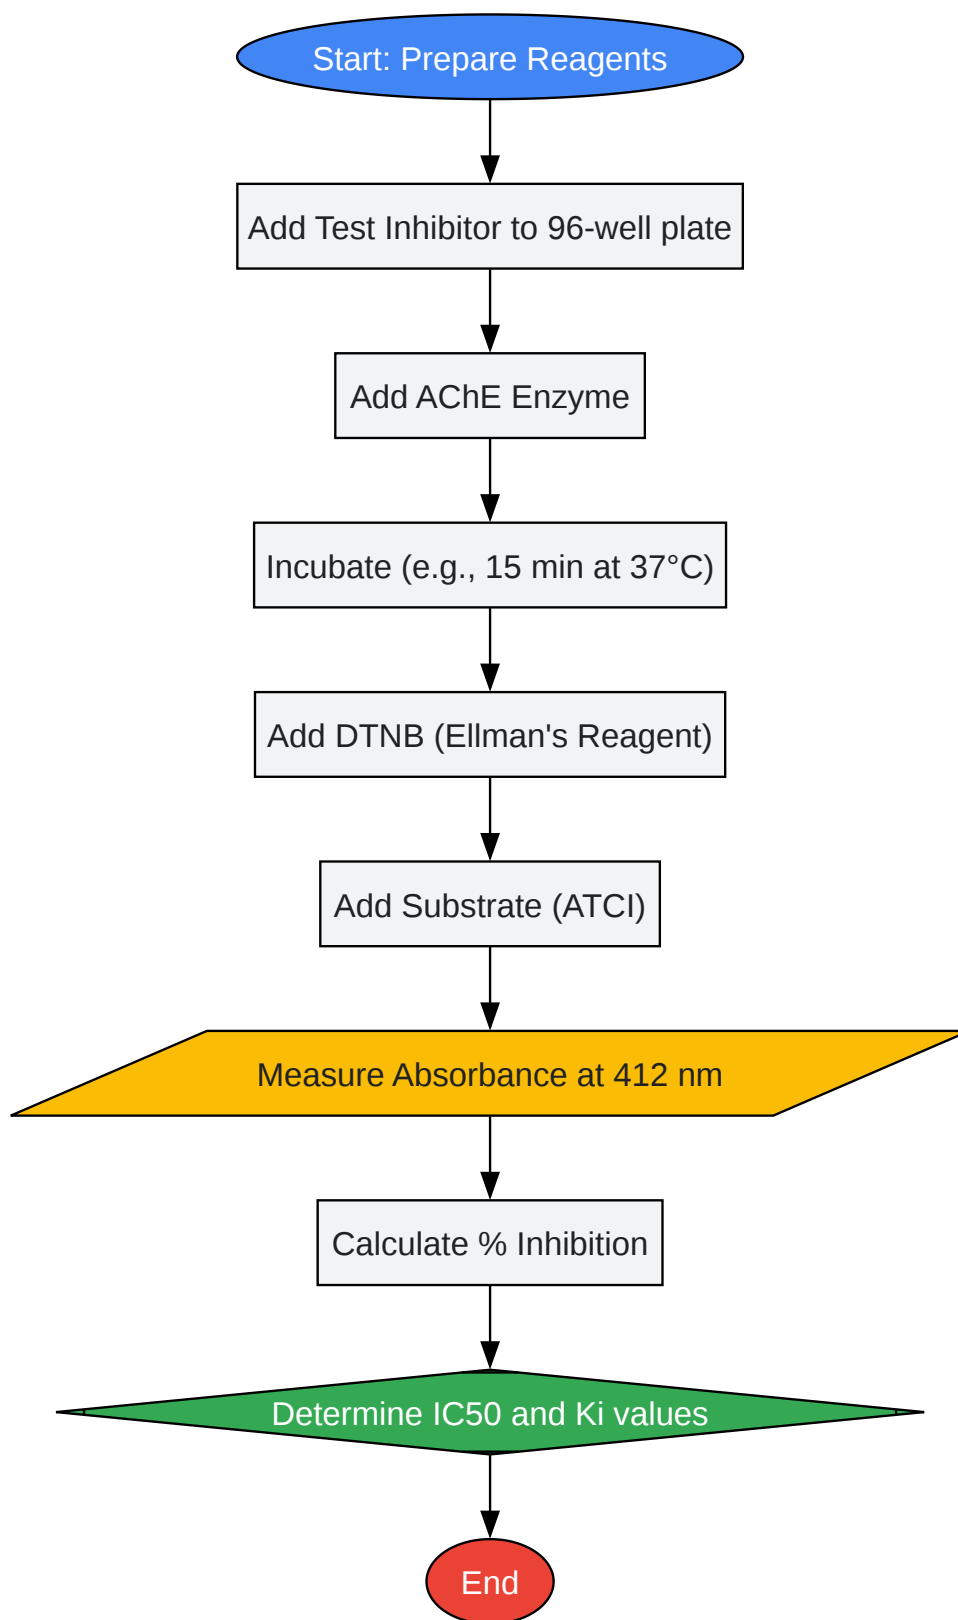 Start: Prepare Reagents
Add Test Inhibitor to 96-well plate
Add AChE Enzyme
Incubate (e.g., 15 min at 37°C)
Add DTNB (Ellman's Reagent)
Add Substrate (ATCI)
Measure Absorbance at 412 nm
Calculate % Inhibition
Determine IC50 and Ki values
End